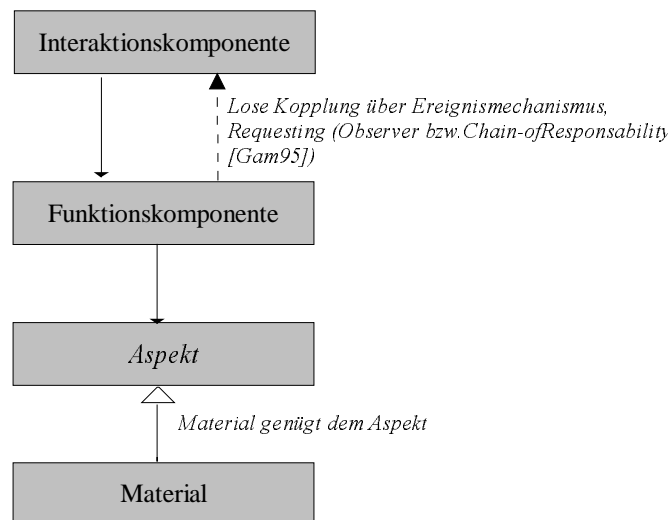 Interaktionskomponente
Lose Kopplung über Ereignismechanismus,
Requesting (Observer bzw.Chain-ofResponsability
[Gam95])
Funktionskomponente
Aspekt
Material genügt dem Aspekt
Material